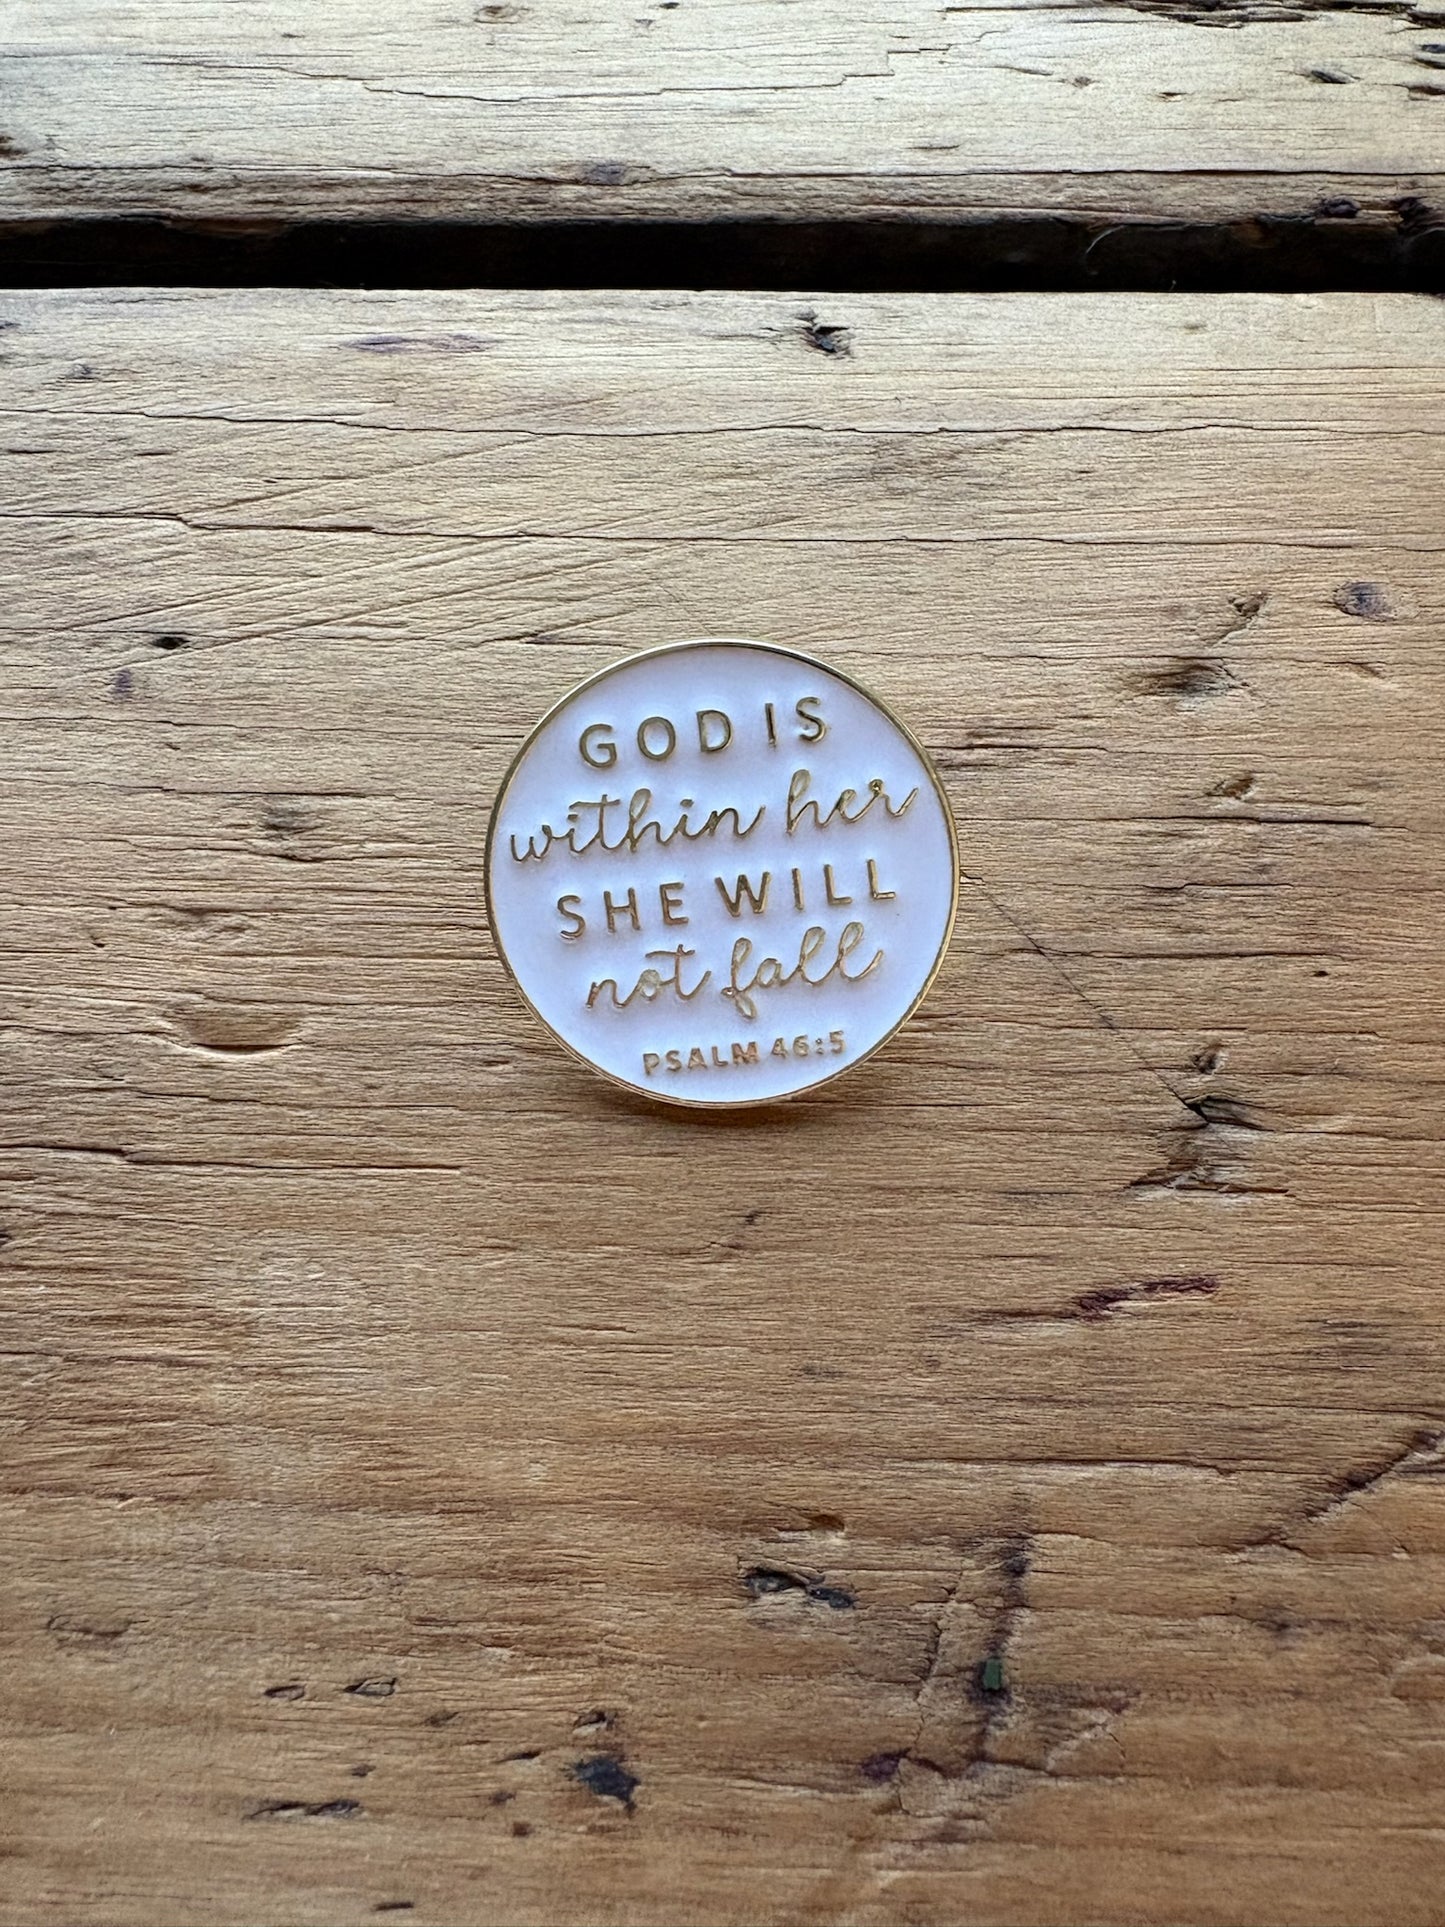 GOD IS
within her
SHE WILL
not fall
PSALM 46:5